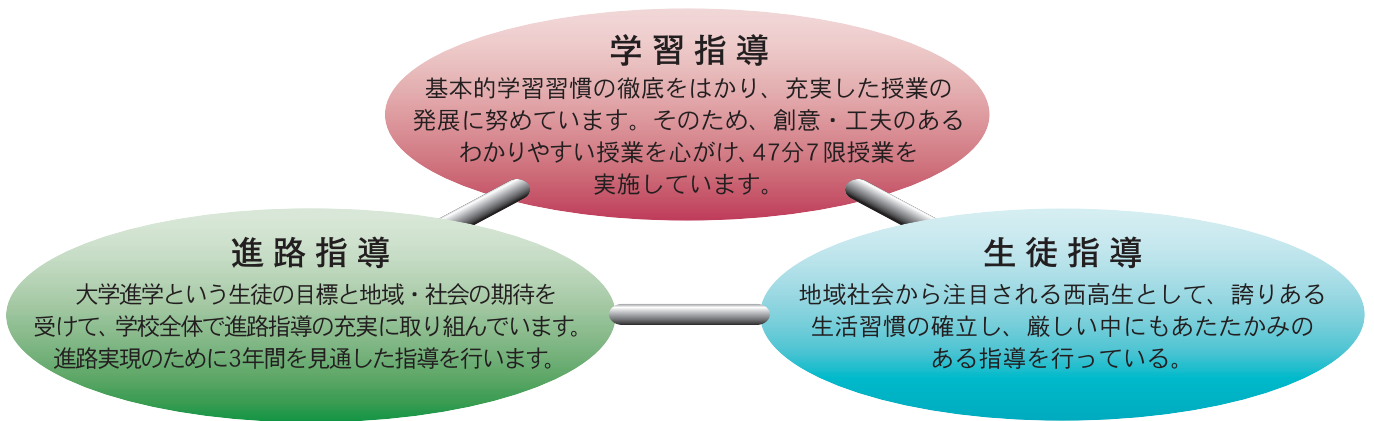 学習指導
基本的学習習慣の徹底をはかり、充実した授業の
発展に努めています。そのため、創意・工夫のある
わかりやすい授業を心がけ、47分7限授業を
実施しています。
進路指導
大学進学という生徒の目標と地域・社会の期待を
受けて、学校全体で進路指導の充実に取り組んでいます。
進路実現のために3年間を見通した指導を行います。
生徒指導
地域社会から注目される西高生として、誇りある
生活習慣の確立し、厳しい中にもあたたかみの
ある指導を行っている。